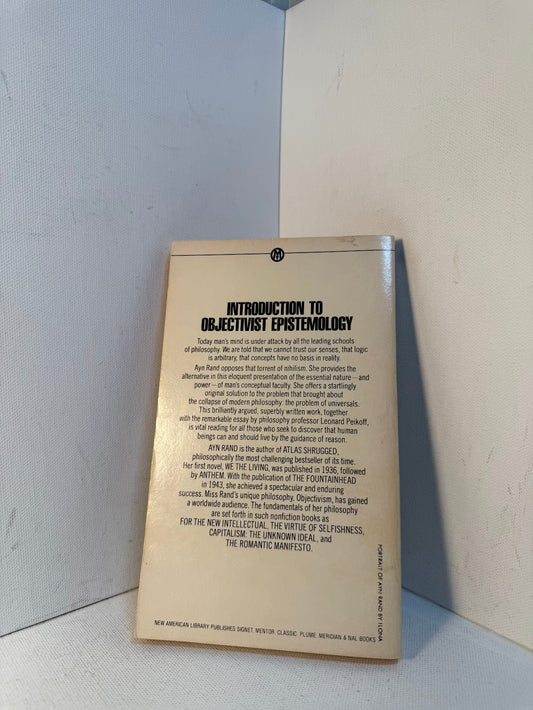 M
INTRODUCTION TO
OBJECTIVIST EPISTEMOLOGY
Today man's mind is under attack by all the leading schools
of philosophy. We are told that we cannot trust our senses, that logic
is arbitrary, that concepts have no basis in reality.
Ayn Rand opposes that torrent of nihilism. She provides the
alternative in this eloquent presentation of the essential nature—and
power—of man's conceptual faculty. She offers a startlingly
original solution to the problem that brought about
the collapse of modern philosophy: the problem of universals.
This brilliantly argued, superbly written work, together
with the remarkable essay by philosophy professor Leonard Peikoff,
is vital reading for all those who seek to discover that human
beings can and should live by the guidance of reason.
AYN RAND is the author of ATLAS SHRUGGED,
philosophically the most challenging bestseller of its time.
Her first novel, WE THE LIVING, was published in 1936, followed
by ANTHEM. With the publication of THE FOUNTAINHEAD
in 1943, she achieved a spectacular and enduring
success. Miss Rand's unique philosophy, Objectivism, has gained
a worldwide audience. The fundamentals of her philosophy
are set forth in such nonfiction books as
FOR THE NEW INTELLECTUAL, THE VIRTUE OF SELFISHNESS,
CAPITALISM: THE UNKNOWN IDEAL, and
THE ROMANTIC MANIFESTO.
PORTRAIT OF AYN RAND BY ILONA
NEW AMERICAN LIBRARY PUBLISHES SIGNET, MENTOR, CLASSIC, PLUME, MERIDIAN & NAL BOOKS